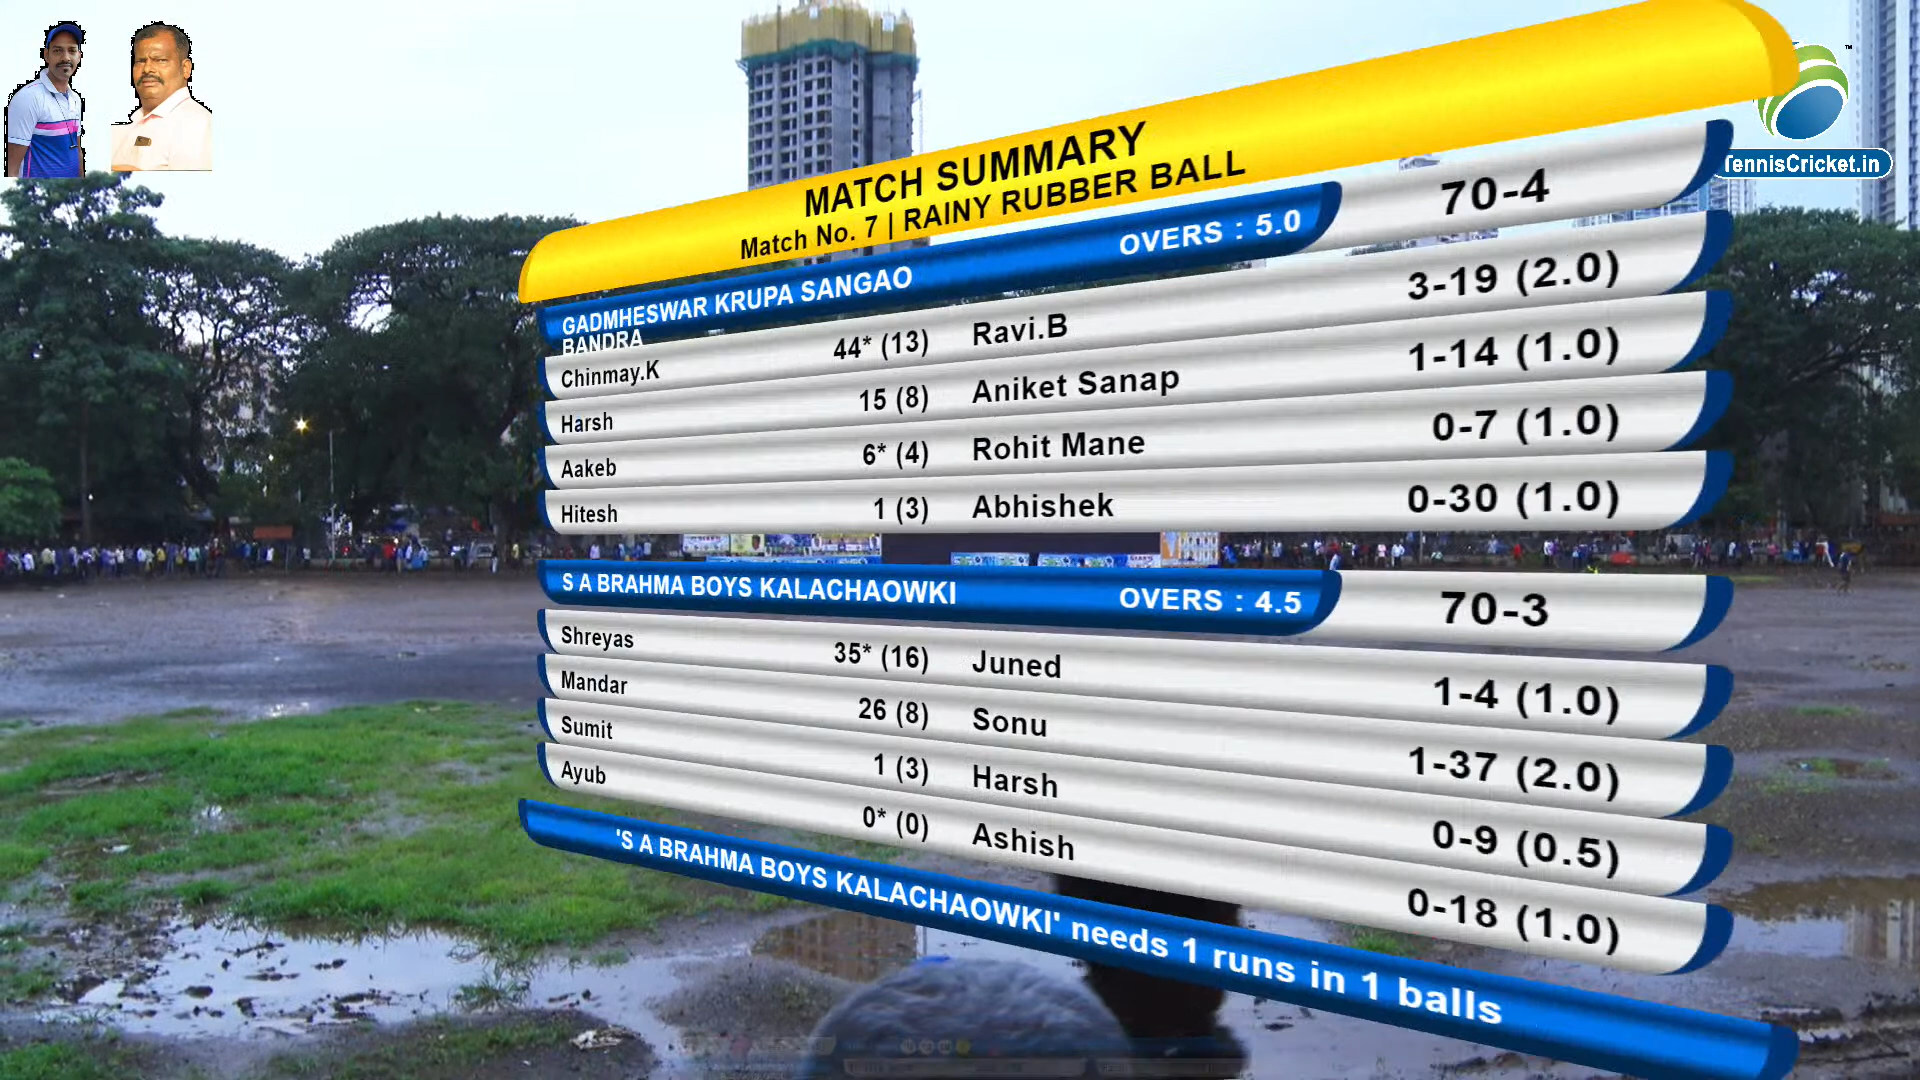 TennisCricket.in
™
MATCH SUMMARY
Match No. 7 | RAINY RUBBER BALL
GADMHESWAR KRUPA SANGAO BANDRA OVERS : 5.0 70-4
Chinmay.K 44* (13) Ravi.B 3-19 (2.0)
Harsh 15 (8) Aniket Sanap 1-14 (1.0)
Aakeb 6* (4) Rohit Mane 0-7 (1.0)
Hitesh 1 (3) Abhishek 0-30 (1.0)
S A BRAHMA BOYS KALACHAOWKI OVERS : 4.5 70-3
Shreyas 35* (16) Juned 1-4 (1.0)
Mandar 26 (8) Sonu 1-37 (2.0)
Sumit 1 (3) Harsh 0-9 (0.5)
Ayub 0* (0) Ashish 0-18 (1.0)
'S A BRAHMA BOYS KALACHAOWKI' needs 1 runs in 1 balls